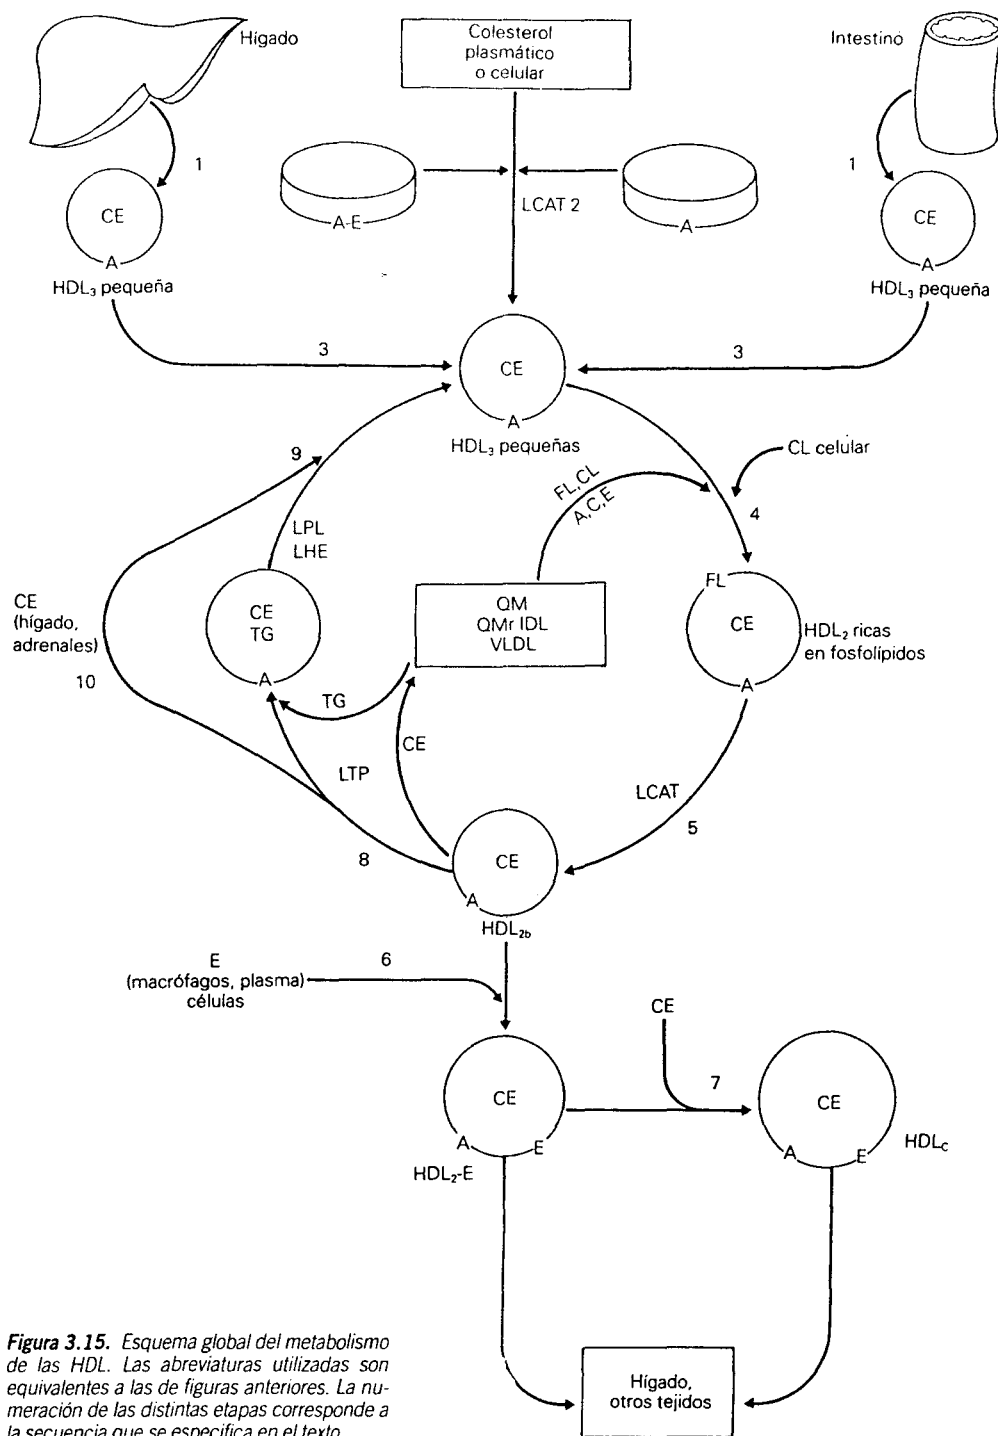 Hígado
Colesterol
plasmático
o celular
Intestino
1
1
CE
A
HDL₃ pequeña
A-E
LCAT 2
A
CE
A
HDL₃ pequeña
3
3
CE
A
HDL₃ pequeñas
9
CL celular
FL,CL
A,C,E
4
LPL
LHE
CE
(hígado,
adrenales)
10
CE
TG
A
QM
QMr IDL
VLDL
FL
CE
A
HDL₂ ricas
en fosfolípidos
TG
CE
LTP
LCAT
5
8
CE
A
HDL₂b
E
(macrófagos, plasma)
células
6
CE
7
CE
A
E
HDL₂-E
CE
A
E
HDLc
Hígado,
otros tejidos
Figura 3.15. Esquema global del metabolismo
de las HDL. Las abreviaturas utilizadas son
equivalentes a las de figuras anteriores. La nu-
meración de las distintas etapas corresponde a
la secuencia que se especifica en el texto